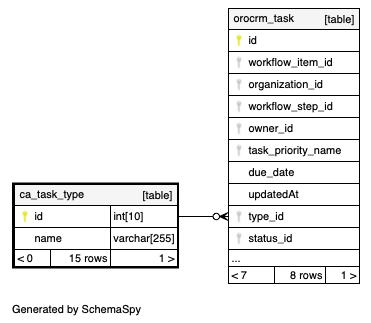 orocrm_task [table]
id
workflow_item_id
organization_id
workflow_step_id
owner_id
task_priority_name
due_date
updatedAt
type_id
status_id
...
< 7 8 rows 1 >
ca_task_type [table]
id int[10]
name varchar[255]
< 0 15 rows 1 >
Generated by SchemaSpy